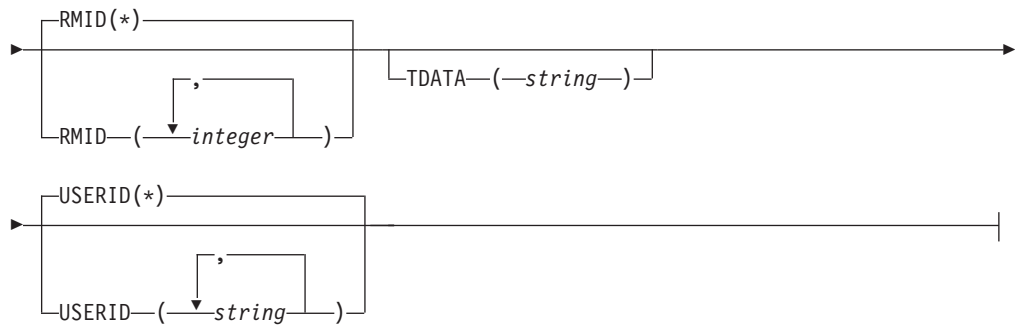 RMID(*)
TDATA ( string )
,
RMID ( integer )
USERID(*)
,
USERID ( string )